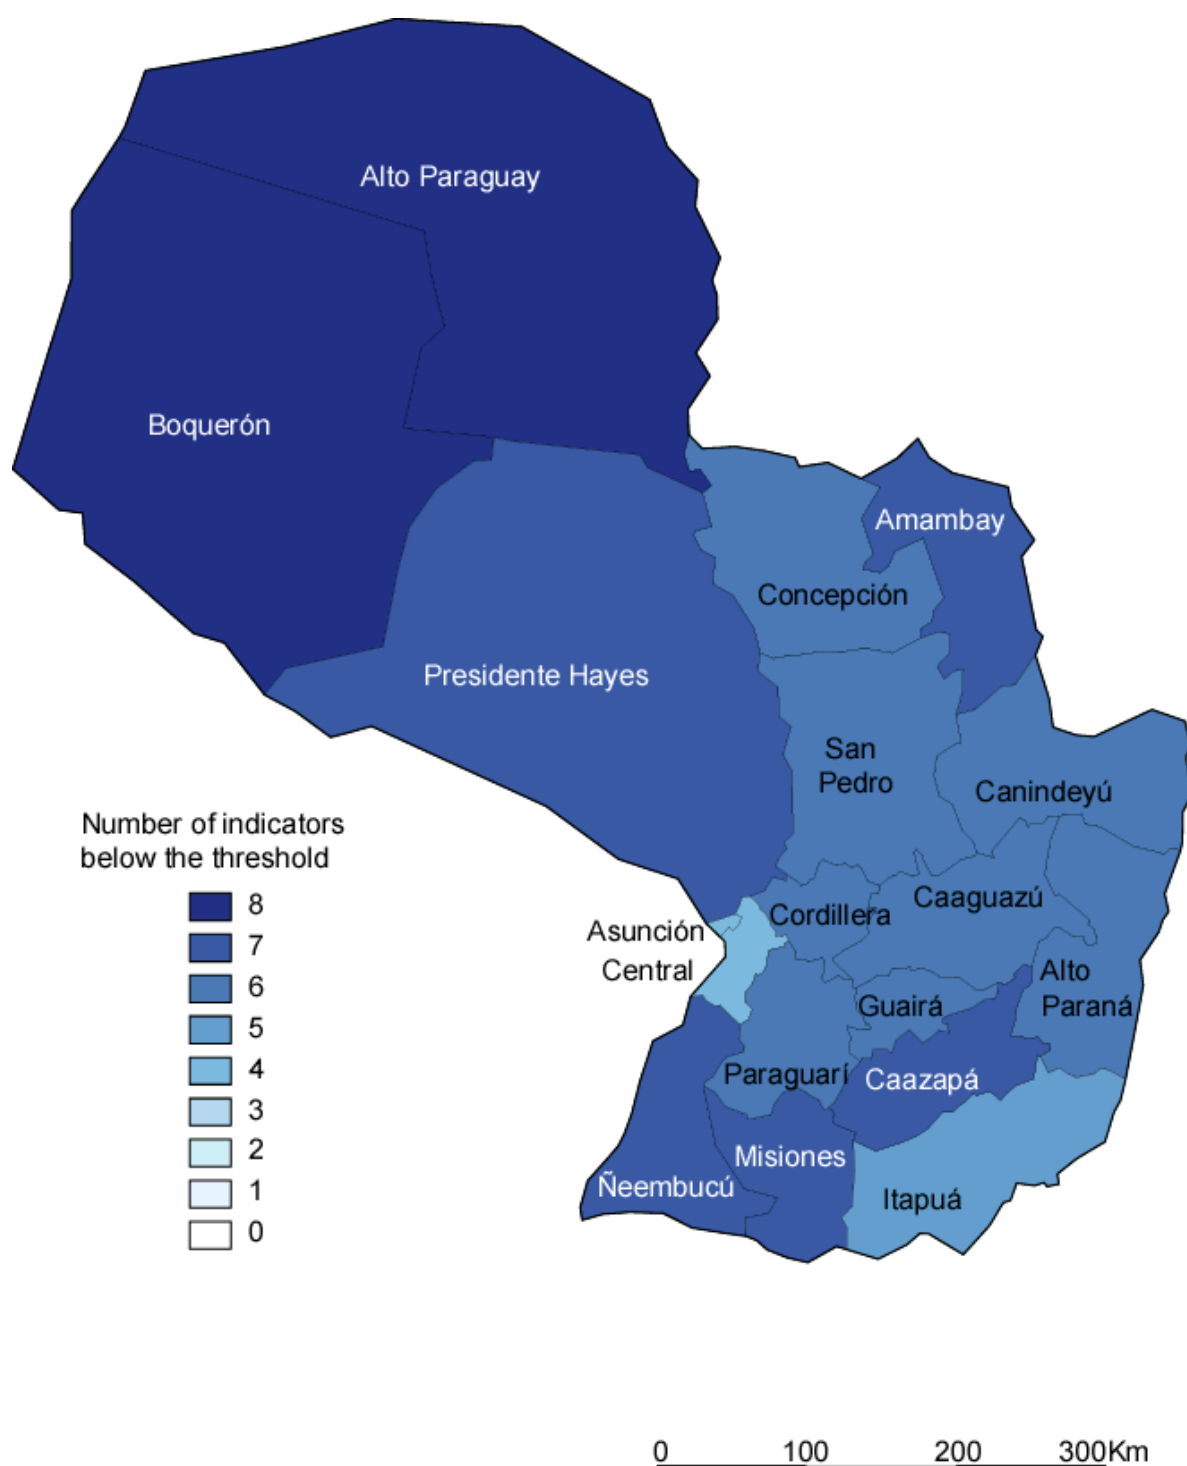 Alto Paraguay
Boquerón
Amambay
Concepción
Presidente Hayes
San
Pedro
Canindeyú
Number of indicators
below the threshold
8
7
6
5
4
3
2
1
0
Asunción
Central
Cordillera
Caaguazú
Alto
Paraná
Guairá
Paraguarí
Caazapá
Misiones
Ñeembucú
Itapuá
0 100 200 300Km